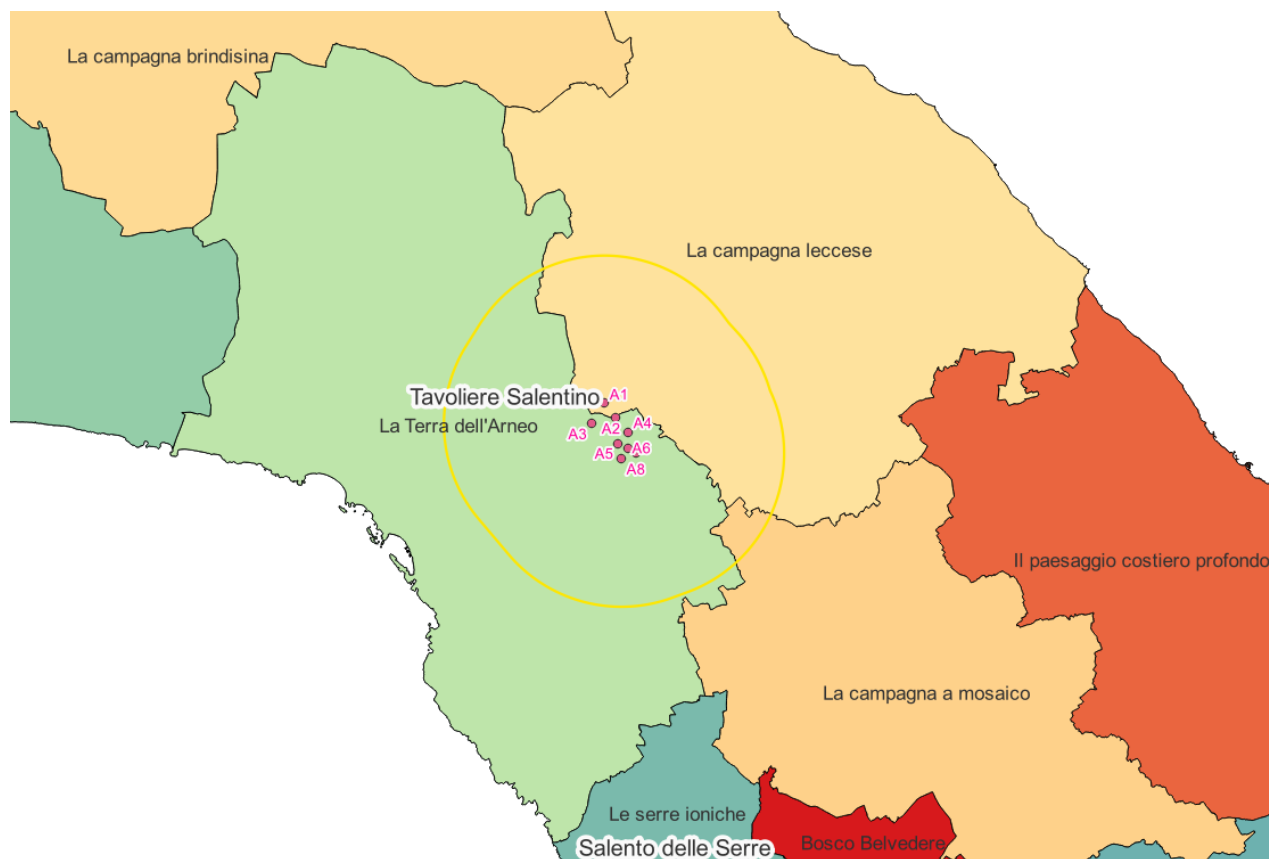 La campagna brindisina
La campagna leccese
Tavoliere Salentino
A1
La Terra dell'Arneo
A2
A4
A3
A5
A6
A8
Il paesaggio costiero profondo
La campagna a mosaico
Le serre ioniche
Salento delle Serre
Bosco Belvedere